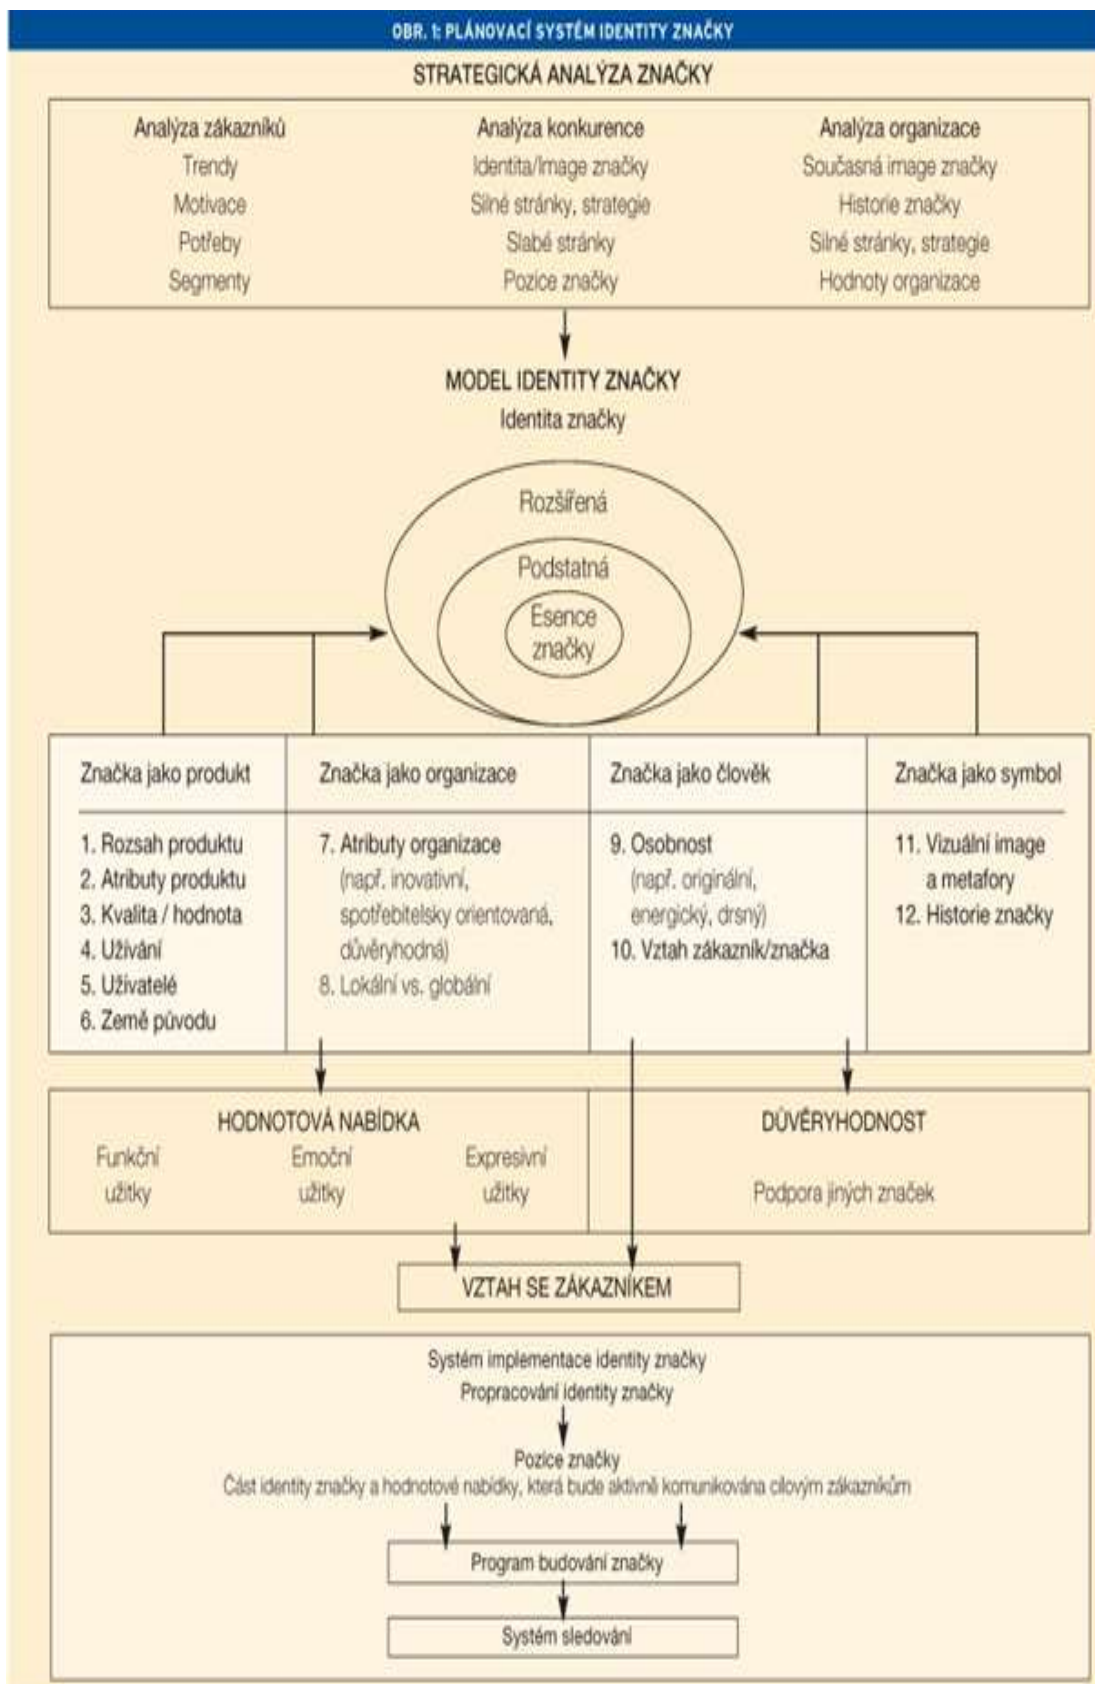 OBR. 1: PLÁNOVACÍ SYSTÉM IDENTITY ZNAČKY
STRATEGICKÁ ANALÝZA ZNAČKY
Analýza zákazníků
Trendy
Motivace
Potřeby
Segmenty
Analýza konkurence
Identita/Image značky
Silné stránky, strategie
Slabé stránky
Pozice značky
Analýza organizace
Současná image značky
Historie značky
Silné stránky, strategie
Hodnoty organizace
MODEL IDENTITY ZNAČKY
Identita značky
Rozšířená
Podstatná
Esence
značky
Značka jako produkt
1. Rozsah produktu
2. Atributy produktu
3. Kvalita / hodnota
4. Užívání
5. Uživatelé
6. Země původu
Značka jako organizace
7. Atributy organizace
(např. inovativní,
spotřebitelsky orientovaná,
důvěryhodná)
8. Lokální vs. globální
Značka jako člověk
9. Osobnost
(např. originální,
energický, drsný)
10. Vztah zákazník/značka
Značka jako symbol
11. Vizuální image
a metafory
12. Historie značky
HODNOTOVÁ NABÍDKA
Funkční
užitky
Emoční
užitky
Expresivní
užitky
DŮVĚRYHODNOST
Podpora jiných značek
VZTAH SE ZÁKAZNÍKEM
Systém implementace identity značky
Propracování identity značky
Pozice značky
Část identity značky a hodnotové nabídky, která bude aktivně komunikována cílovým zákazníkům
Program budování značky
Systém sledování